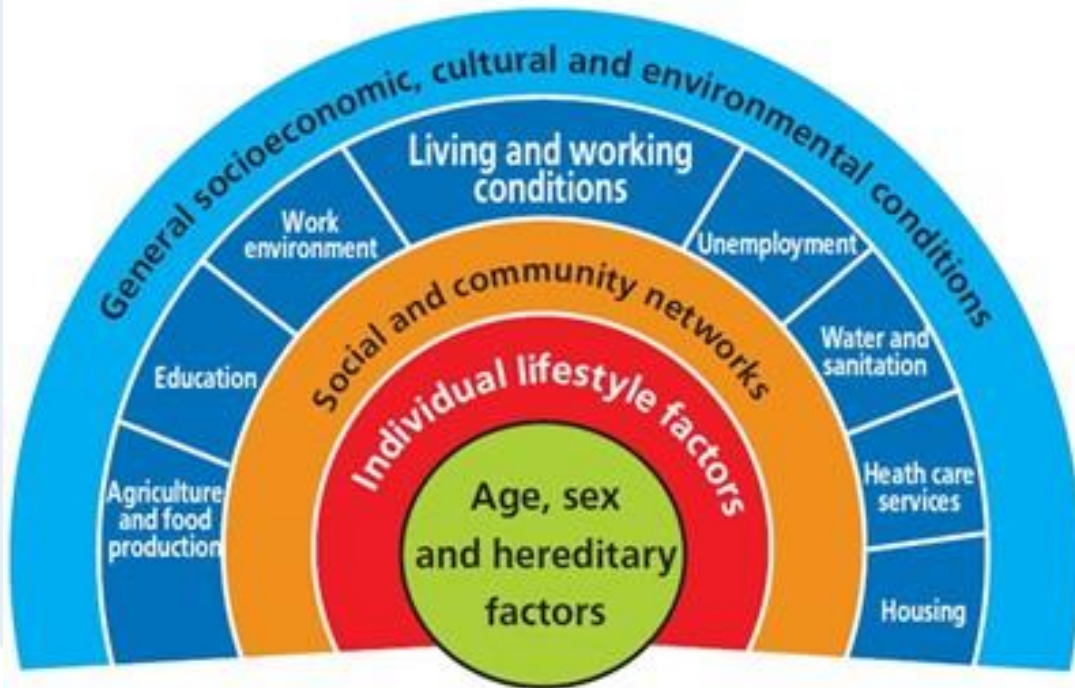 General socioeconomic, cultural and environmental conditions
Living and working
conditions
Work
environment
Unemployment
Education
Water and
sanitation
Agriculture
and food
production
Heath care
services
Housing
Social and community networks
Individual lifestyle factors
Age, sex
and hereditary
factors